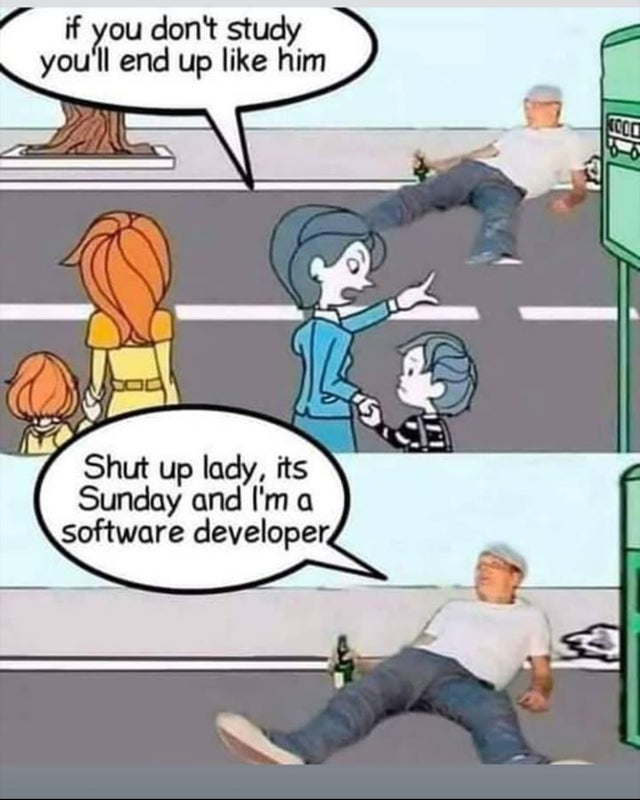 if you don't study
you'll end up like him
Shut up lady, its
Sunday and I'm a
software developer